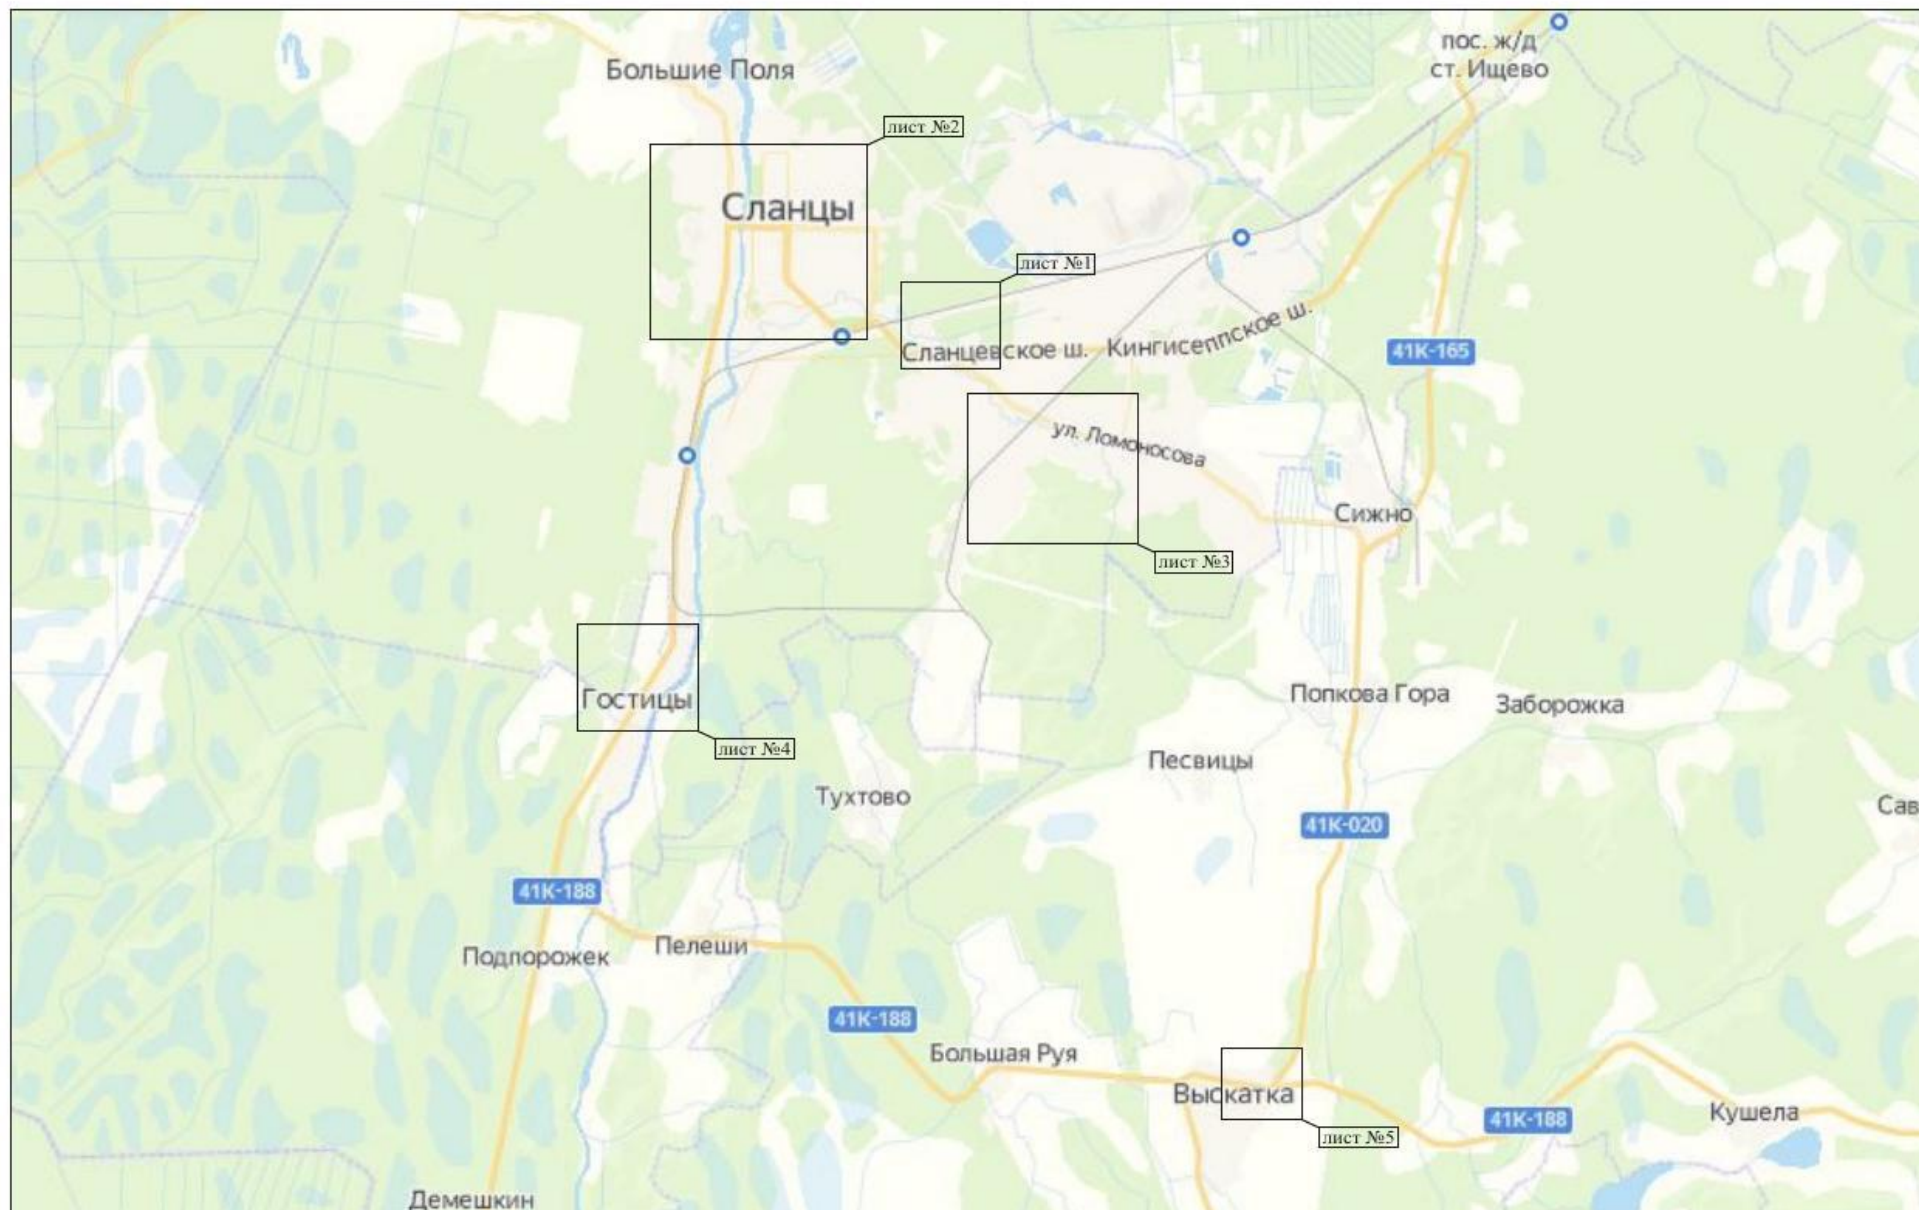 Большие Поля
пос. ж/д
ст. Ищево
лист №2
Сланцы
лист №1
Сланцевское ш.
Кингисеппское ш.
41К-165
ул. Ломоносова
Сижно
лист №3
Гостицы
Попкова Гора
Заборожка
лист №4
Песвицы
Тухтово
Сав
41К-020
41К-188
Подпорожек
Пелеши
41К-188
Большая Руя
Выскатка
41К-188
Кушела
лист №5
Демешкин